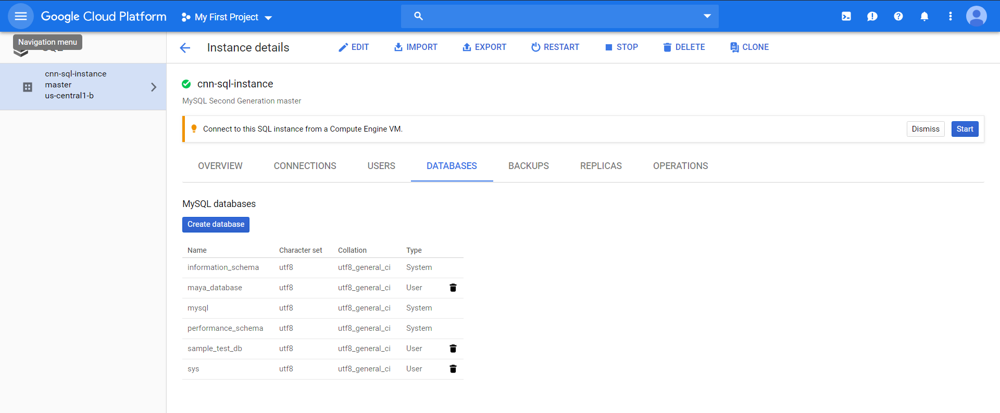 Google Cloud Platform
My First Project
Navigation menu
Instance details
EDIT
IMPORT
EXPORT
RESTART
STOP
DELETE
CLONE
cnn-sql-instance
master
us-central1-b
cnn-sql-instance
MySQL Second Generation master
Connect to this SQL instance from a Compute Engine VM.
Dismiss
Start
OVERVIEW
CONNECTIONS
USERS
DATABASES
BACKUPS
REPLICAS
OPERATIONS
MySQL databases
Create database
Name Character set Collation Type
information_schema utf8 utf8_general_ci System
maya_database utf8 utf8_general_ci User
mysql utf8 utf8_general_ci System
performance_schema utf8 utf8_general_ci System
sample_test_db utf8 utf8_general_ci User
sys utf8 utf8_general_ci User